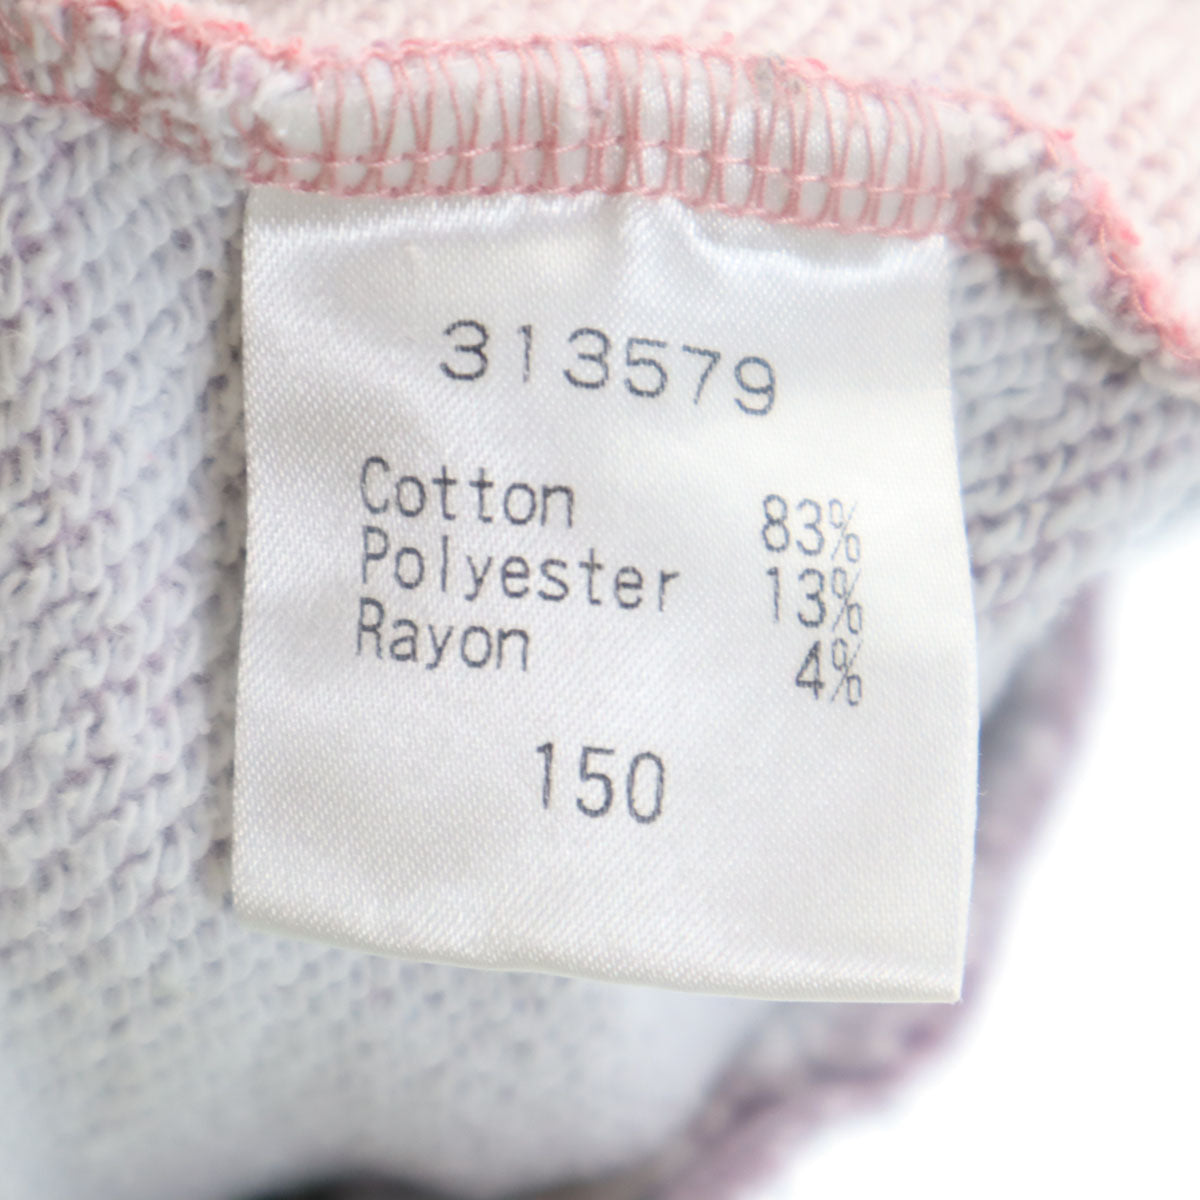 313579
Cotton 83%
Polyester 13%
Rayon 4%
150